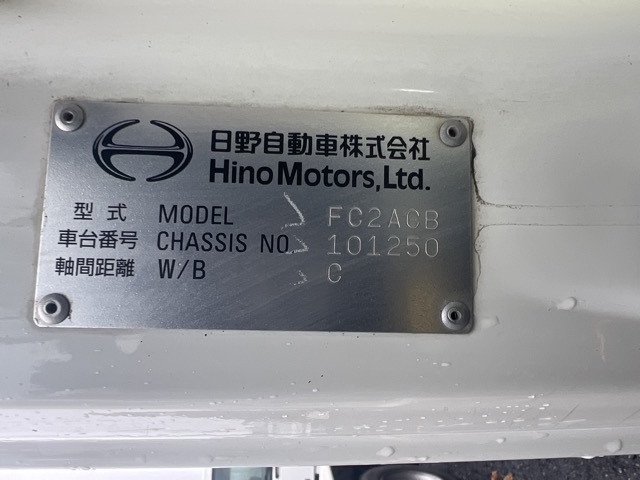 日野自動車株式会社
Hino Motors, Ltd.
型式 MODEL FC2ACB
車台番号 CHASSIS NO 101250
軸間距離 W/B C